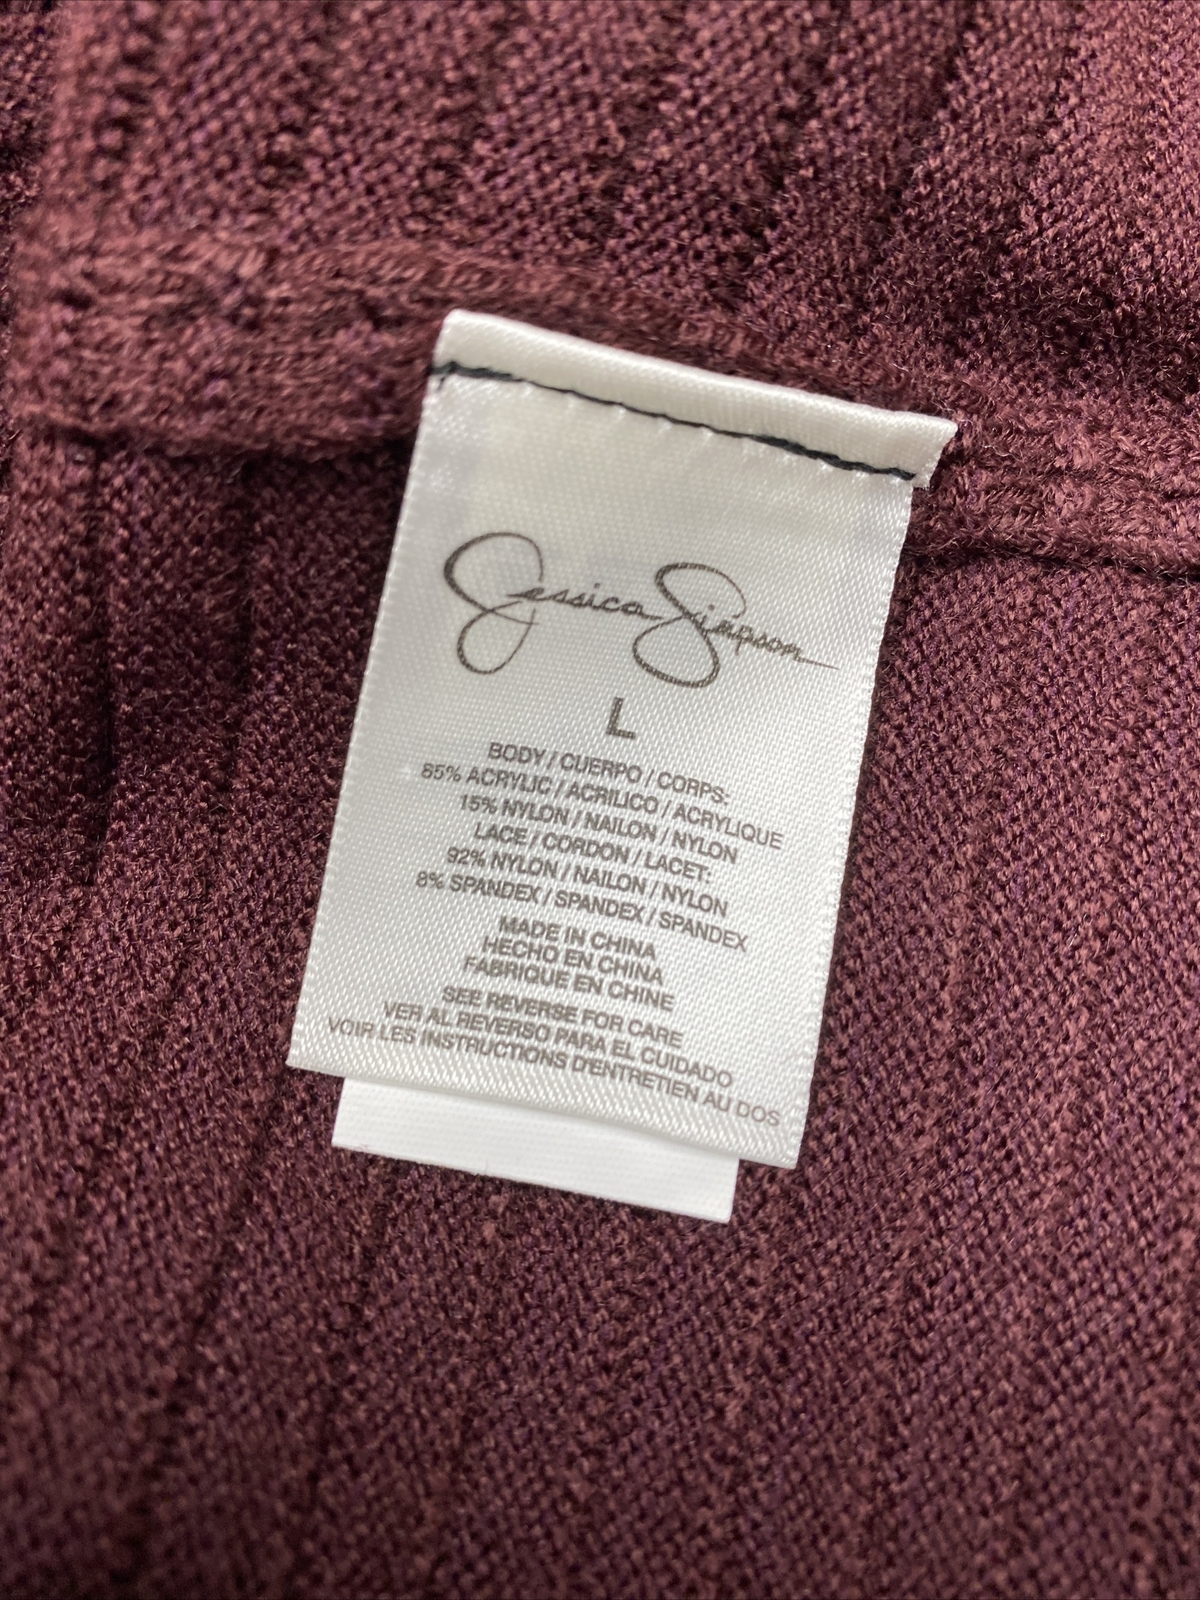 Jessica Simpson
L
BODY / CUERPO / CORPS:
85% ACRYLIC / ACRILICO / ACRYLIQUE
15% NYLON / NAILON / NYLON
LACE / CORDON / LACET:
92% NYLON / NAILON / NYLON
8% SPANDEX / SPANDEX / SPANDEX
MADE IN CHINA
HECHO EN CHINA
FABRIQUE EN CHINE
SEE REVERSE FOR CARE
VER AL REVERSO PARA EL CUIDADO
VOIR LES INSTRUCTIONS D'ENTRETIEN AU DOS